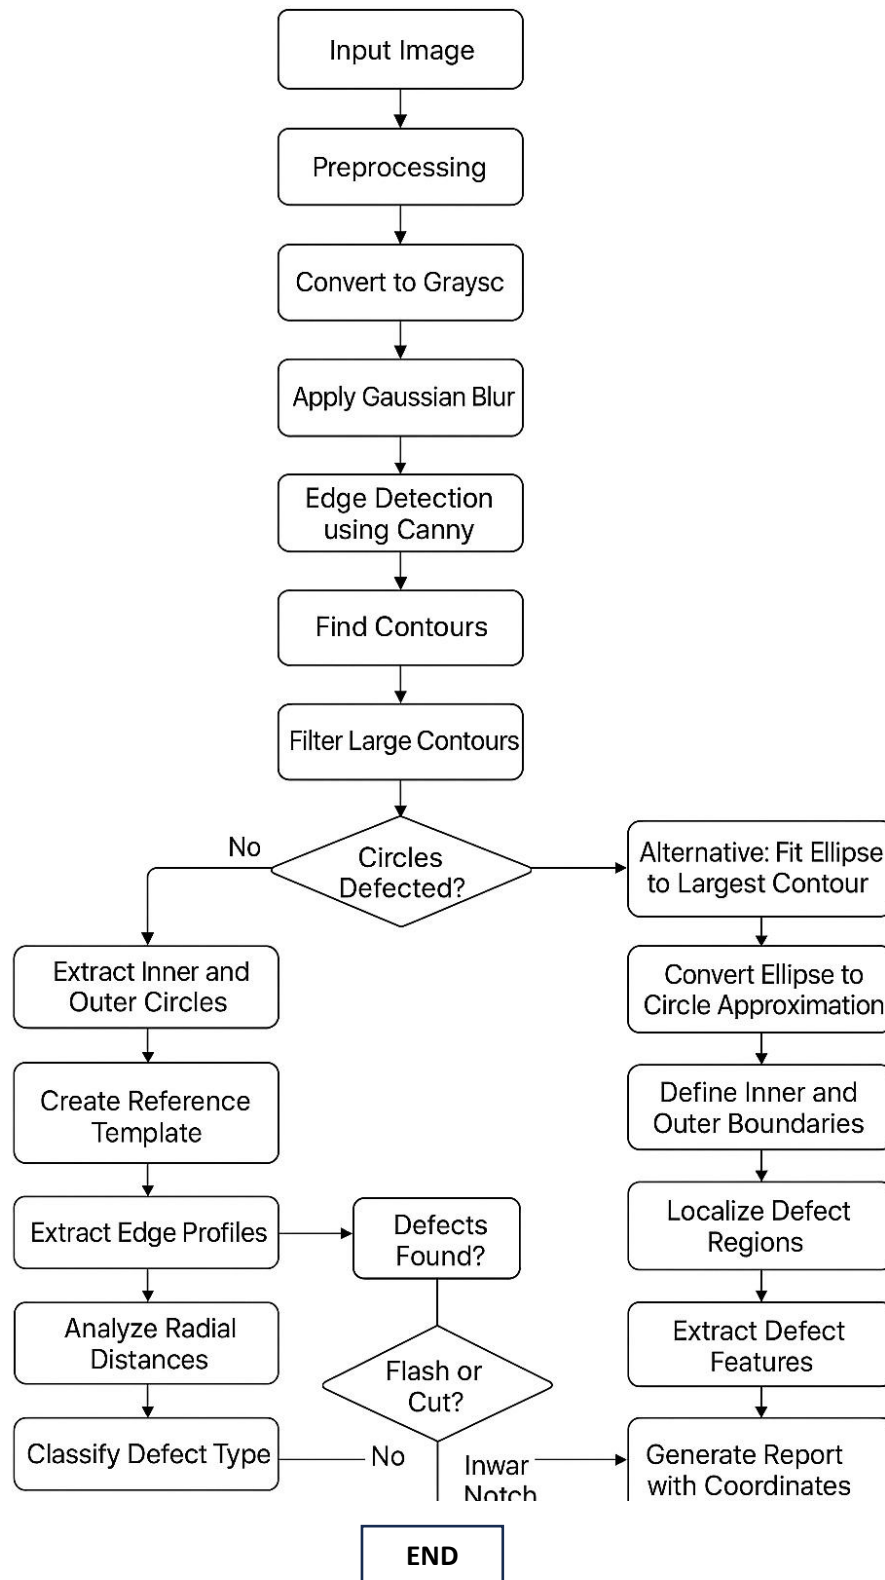 Input Image
Preprocessing
Convert to Graysc
Apply Gaussian Blur
Edge Detection
using Canny
Find Contours
Filter Large Contours
No
Circles
Defected?
Alternative: Fit Ellipse
to Largest Contour
Extract Inner and
Outer Circles
Convert Ellipse to
Circle Approximation
Create Reference
Template
Define Inner and
Outer Boundaries
Extract Edge Profiles
Defects
Found?
Localize Defect
Regions
Analyze Radial
Distances
Flash or
Cut?
Extract Defect
Features
Classify Defect Type
No
Inwar
Notch
Generate Report
with Coordinates
END